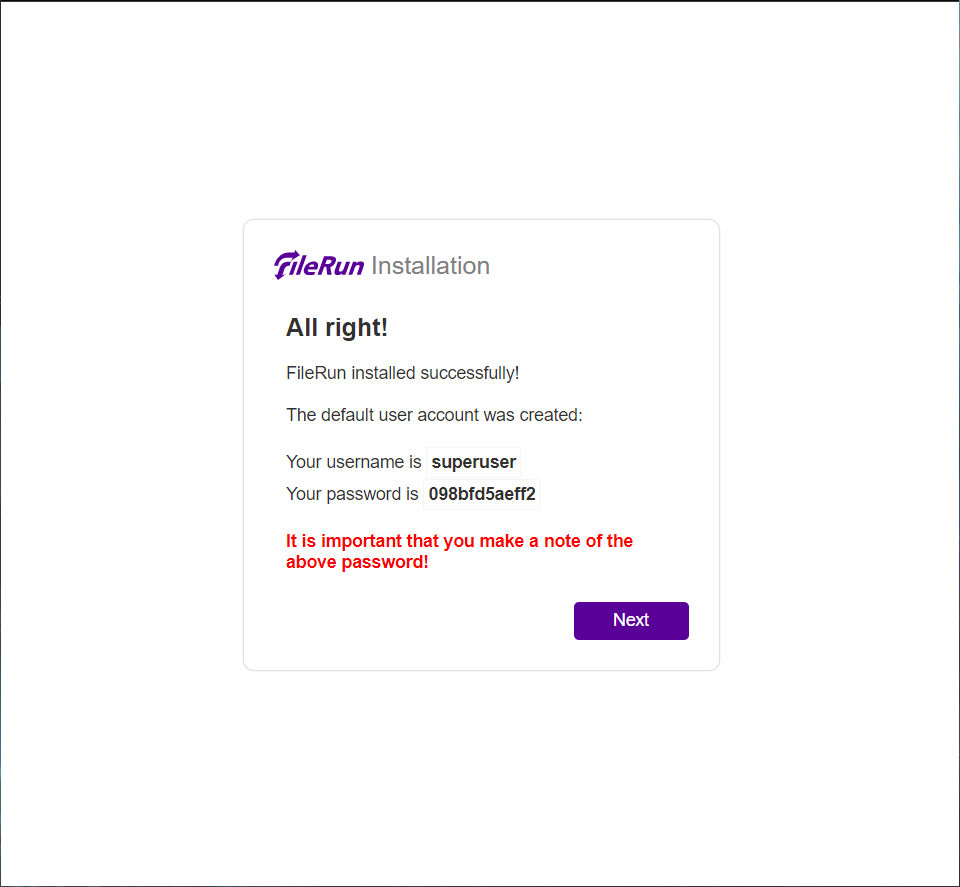 FileRun Installation
All right!
FileRun installed successfully!
The default user account was created:
Your username is superuser
Your password is 098bfd5aeff2
It is important that you make a note of the
above password!
Next